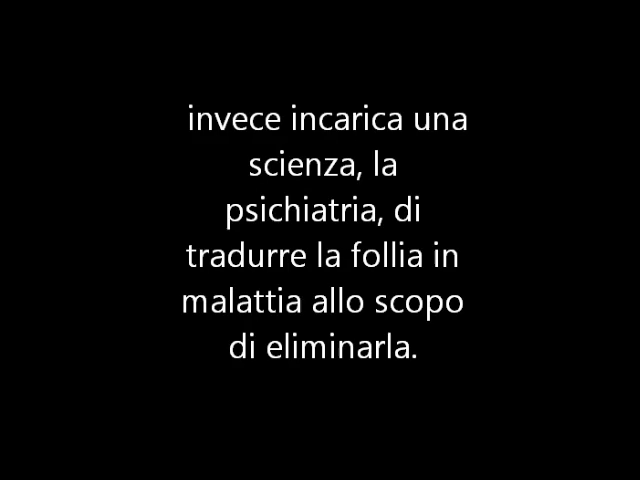 invece incarica una
scienza, la
psichiatria, di
tradurre la follia in
malattia allo scopo
di eliminarla.